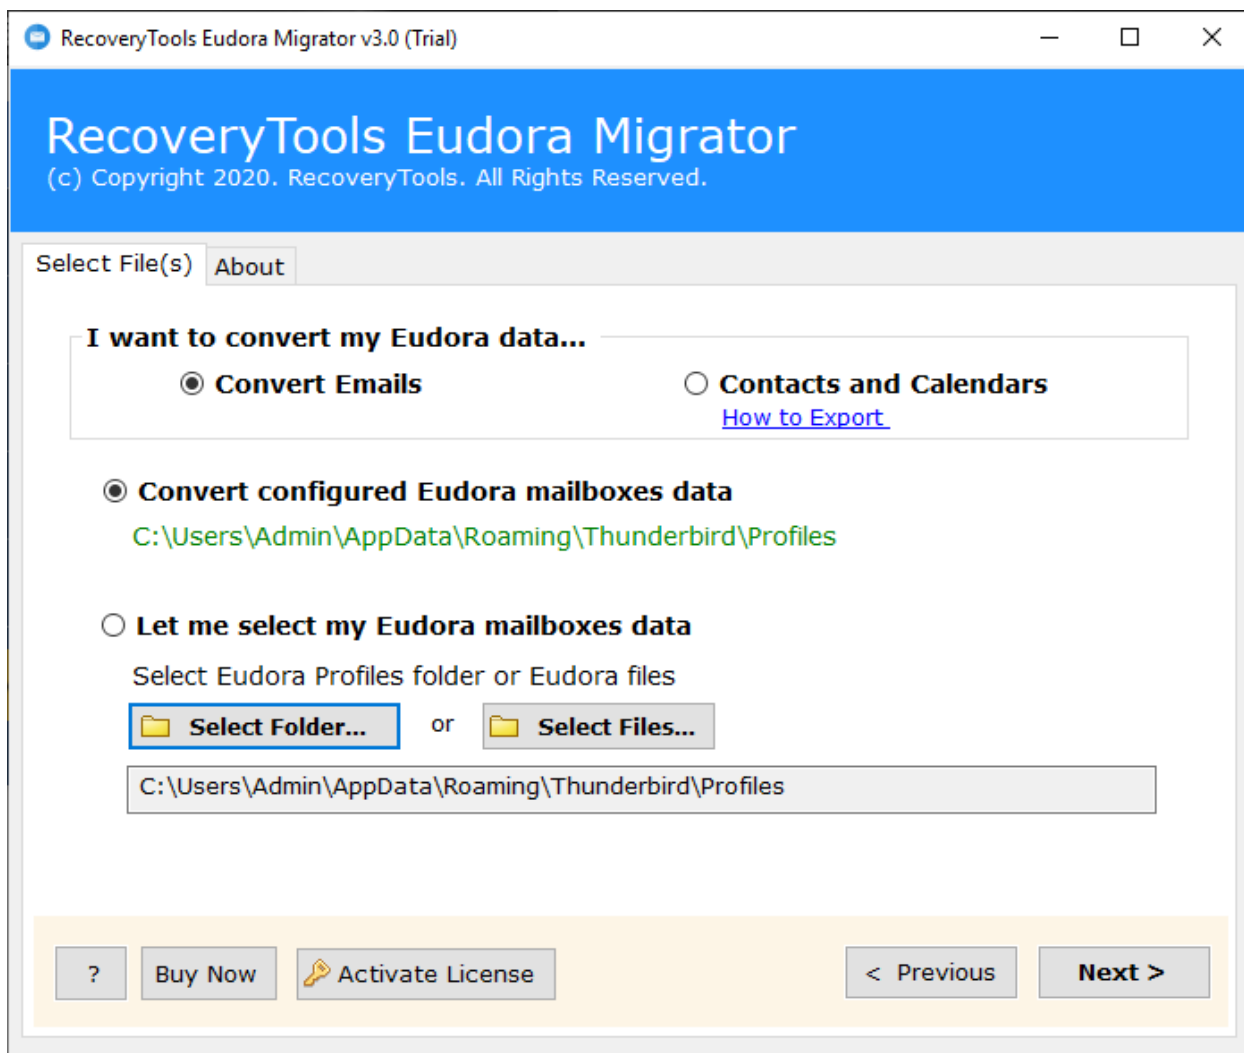 RecoveryTools Eudora Migrator v3.0 (Trial)
RecoveryTools Eudora Migrator
(c) Copyright 2020. RecoveryTools. All Rights Reserved.
Select File(s) About
I want to convert my Eudora data...
Convert Emails Contacts and Calendars
How to Export
Convert configured Eudora mailboxes data
C:\Users\Admin\AppData\Roaming\Thunderbird\Profiles
Let me select my Eudora mailboxes data
Select Eudora Profiles folder or Eudora files
Select Folder... or Select Files...
C:\Users\Admin\AppData\Roaming\Thunderbird\Profiles
? Buy Now Activate License < Previous Next >